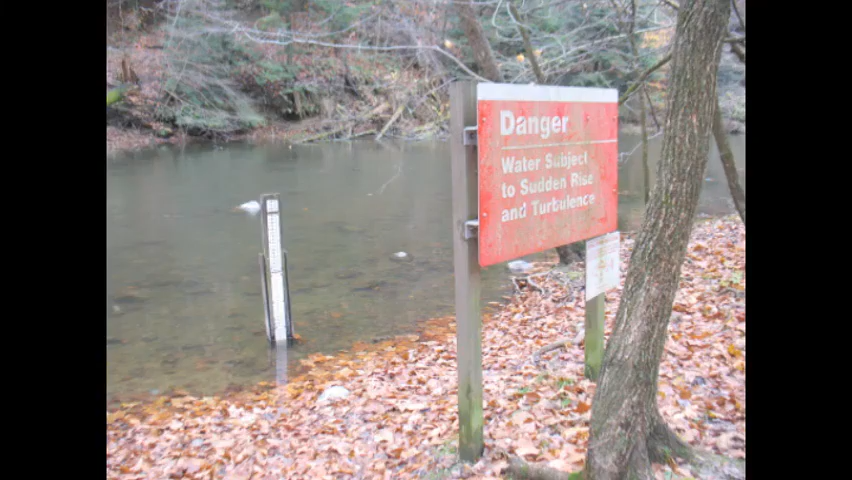 Danger
Water Subject
to Sudden Rise
and Turbulence